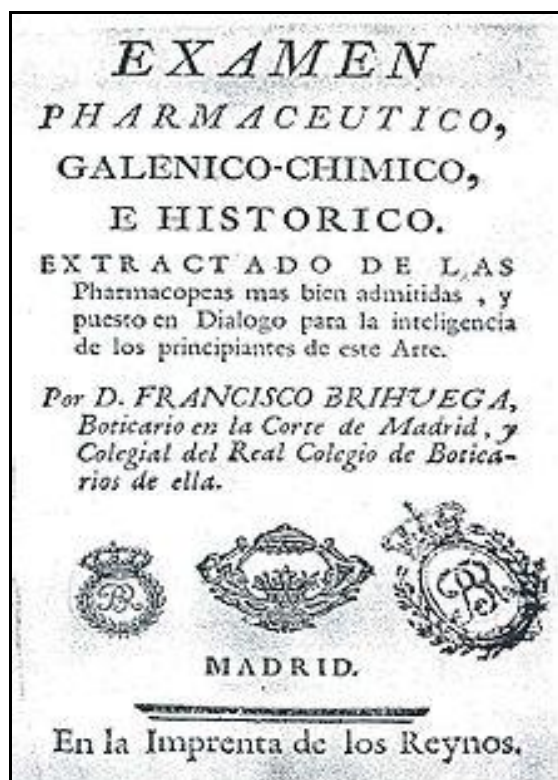 EXAMEN
PHARMACEUTICO,
GALENICO-CHIMICO,
E HISTORICO.
EXTRACTADO DE LAS
Pharmacopeas mas bien admitidas, y
puesto en Dialogo para la inteligencia
de los principiantes de este Arte.
Por D. FRANCISCO BRIHUEGA,
Boticario en la Corte de Madrid, y
Colegial del Real Colegio de Botica-
rios de ella.
MADRID.
En la Imprenta de los Reynos.